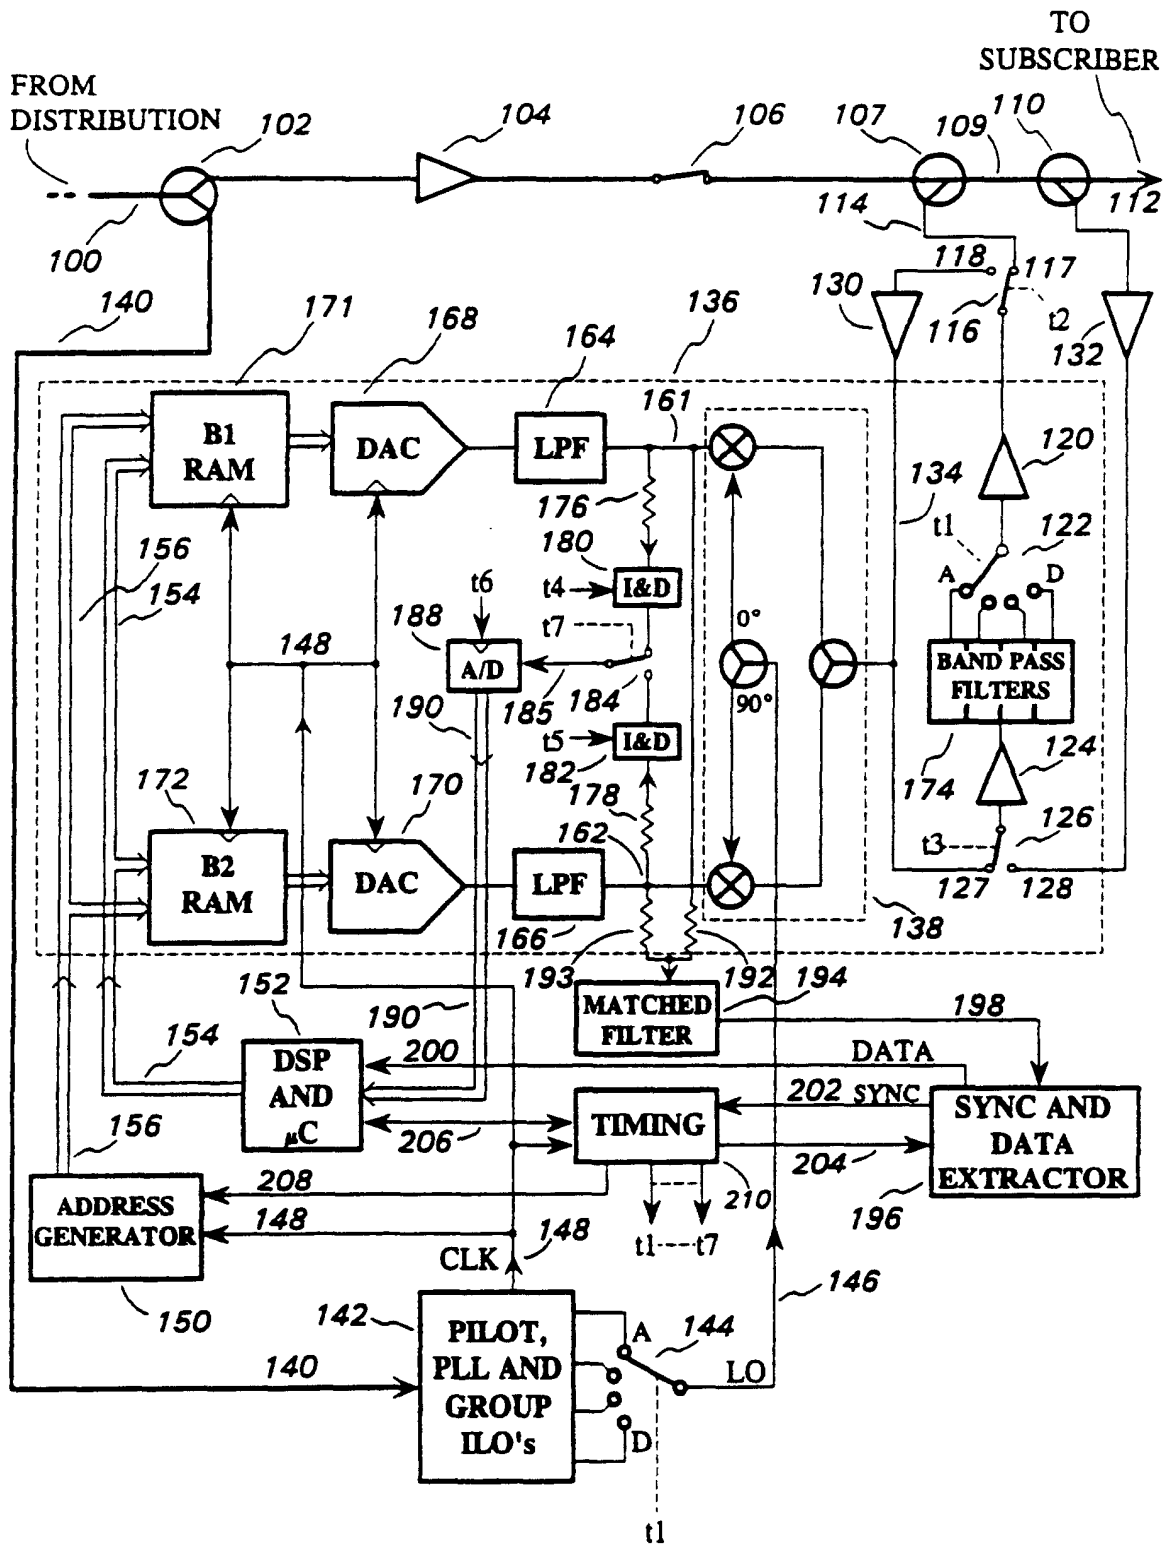 TO
SUBSCRIBER
FROM
DISTRIBUTION
102
104
106
107
109
110
112
100
114
118
117
116
t2
130
132
140
171
168
164
136
161
B1
RAM
DAC
LPF
176
120
134
t1
122
A
D
156
154
180
t4
I&D
t6
t7
188
A/D
148
0°
90°
184
185
190
t5
I&D
182
BAND PASS
FILTERS
174
124
172
170
178
162
t3
126
127
128
B2
RAM
DAC
LPF
166
138
193
192
194
152
190
MATCHED
FILTER
198
154
DSP
AND
μC
200
DATA
202
SYNC
TIMING
SYNC AND
DATA
EXTRACTOR
206
204
156
208
210
196
ADDRESS
GENERATOR
148
t1
t7
CLK
148
150
146
142
PILOT,
PLL AND
GROUP
ILO's
A
144
LO
140
D
t1